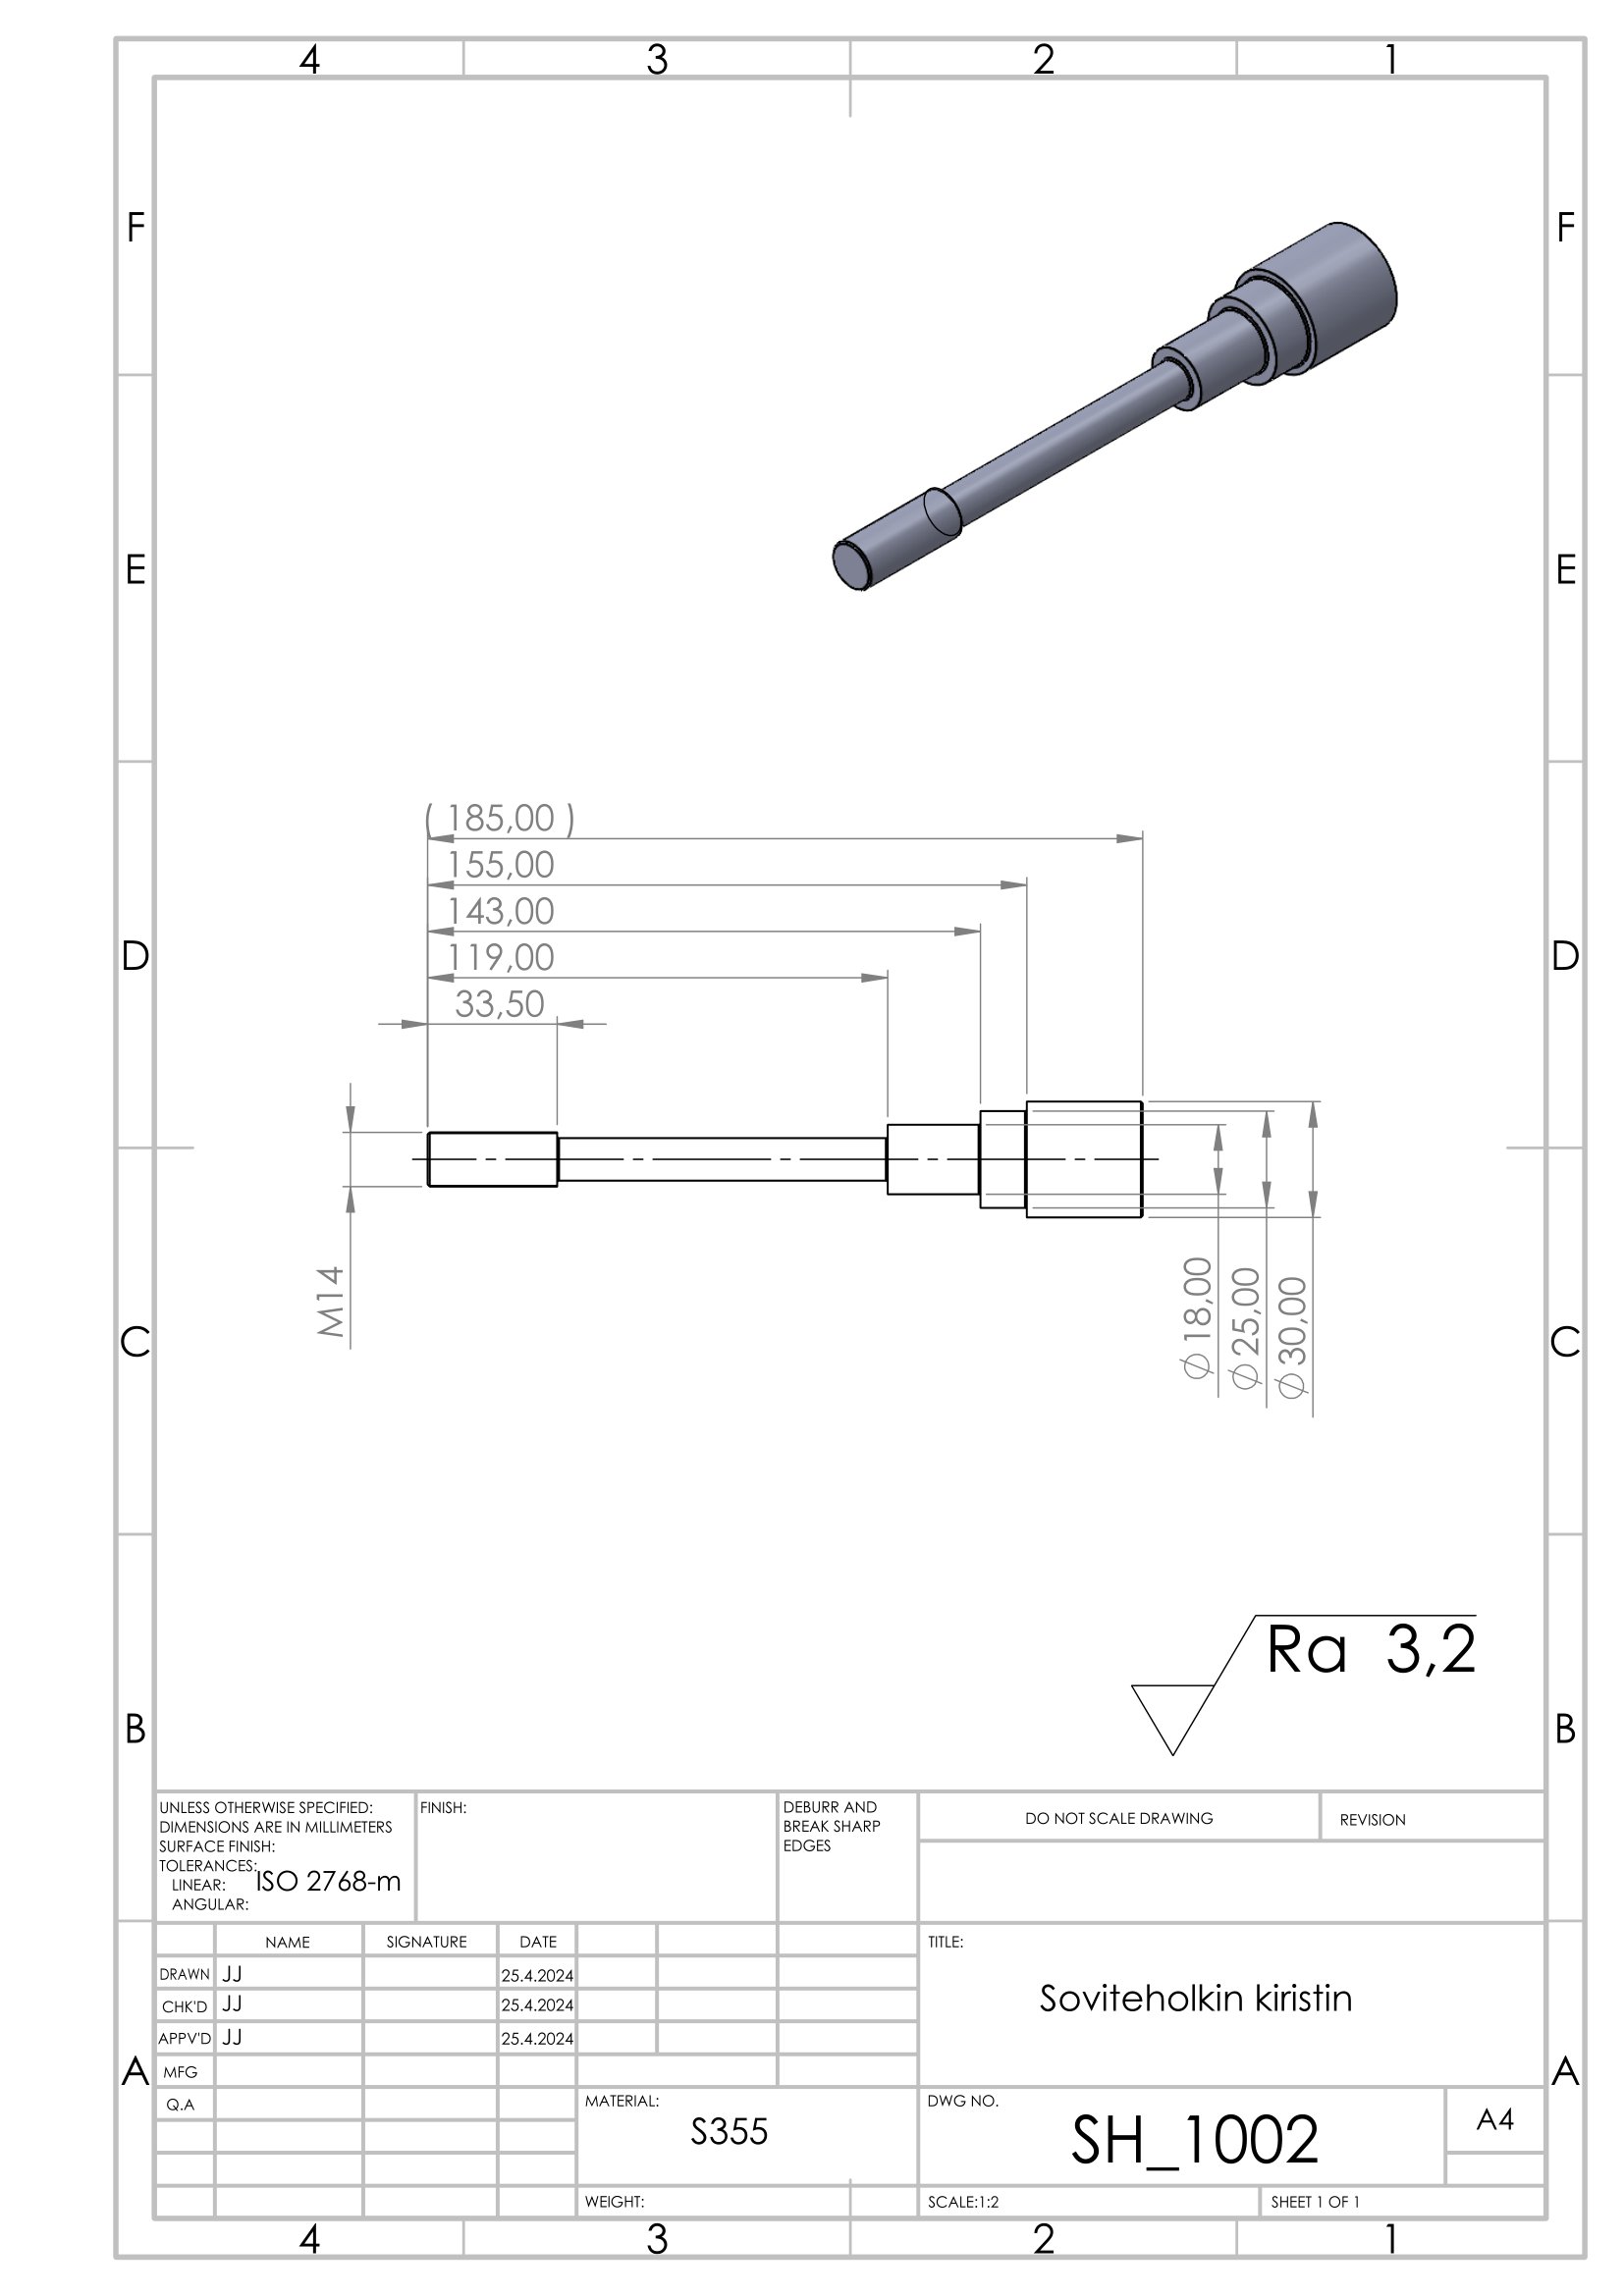 4 3 2 1
F F
E E
D D
C C
B B
A A
( 185,00 )
155,00
143,00
119,00
33,50
M14
∅ 18,00
∅ 25,00
∅ 30,00
Ra 3,2
UNLESS OTHERWISE SPECIFIED:
DIMENSIONS ARE IN MILLIMETERS
SURFACE FINISH:
TOLERANCES:
LINEAR: ISO 2768-m
ANGULAR:
FINISH:
DEBURR AND
BREAK SHARP
EDGES
DO NOT SCALE DRAWING
REVISION
NAME SIGNATURE DATE
DRAWN JJ 25.4.2024
CHK'D JJ 25.4.2024
APPV'D JJ 25.4.2024
MFG
Q.A
TITLE:
Soviteholkin kiristin
MATERIAL:
S355
DWG NO.
SH_1002
A4
WEIGHT:
SCALE:1:2
SHEET 1 OF 1
4 3 2 1